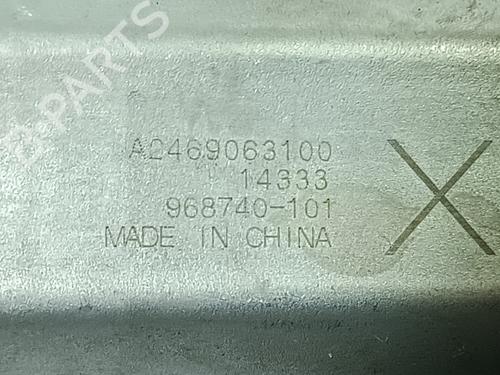 B-PARTS
A2469063100
14333
968740-101
MADE IN CHINA
X